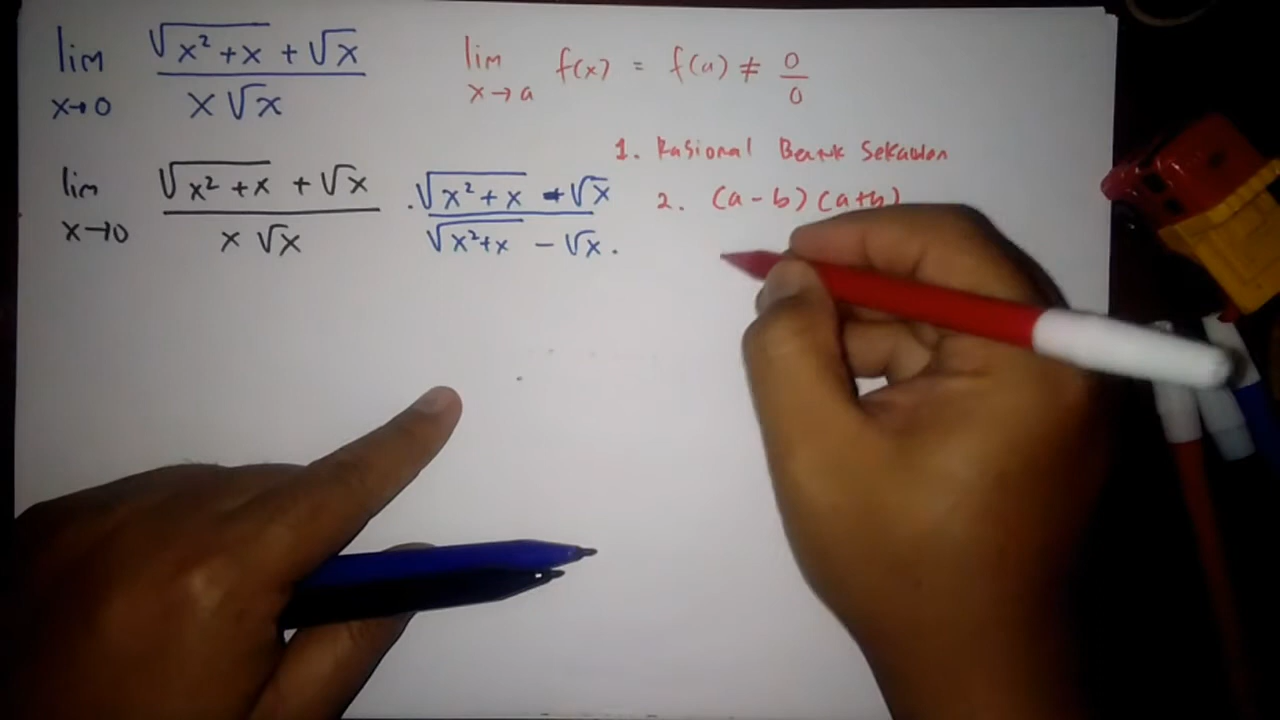 lim x→0 (√(x² + x) + √x) / (x √x)
lim x→a f(x) = f(a) ≠ 0/0
lim x→0 (√(x² + x) + √x) / (x √x) . (√(x² + x) - √x) / (√(x² + x) - √x) .
1. Rasional Bentuk Sekawan
2. (a - b) (a + b)